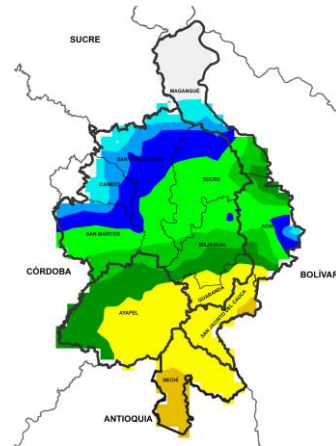 SUCRE
MAGANGUÉ
CAIMITO
SUCRE
SAN MARCOS
MAJAGUAL
CÓRDOBA
BOLÍVAR
GUARANDA
AYAPEL
SAN JACINTO DEL CAUCA
NECHÍ
ANTIOQUIA